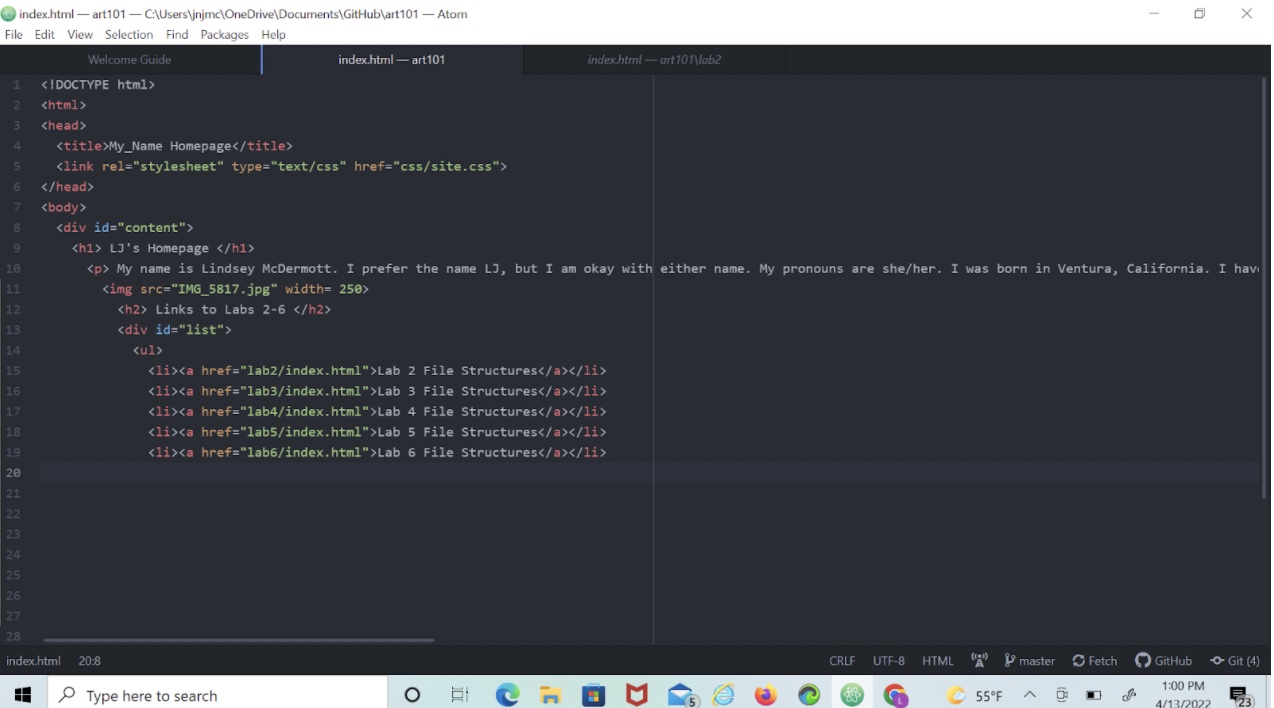 index.html — art101 — C:\Users\jnjmc\OneDrive\Documents\GitHub\art101 — Atom
File Edit View Selection Find Packages Help
Welcome Guide index.html — art101 index.html — art101\lab2
1 <!DOCTYPE html>
2 <html>
3 <head>
4 <title>My_Name Homepage</title>
5 <link rel="stylesheet" type="text/css" href="css/site.css">
6 </head>
7 <body>
8 <div id="content">
9 <h1> LJ's Homepage </h1>
10 <p> My name is Lindsey McDermott. I prefer the name LJ, but I am okay with either name. My pronouns are she/her. I was born in Ventura, California. I hav
11 <img src="IMG_5817.jpg" width= 250>
12 <h2> Links to Labs 2-6 </h2>
13 <div id="list">
14 <ul>
15 <li><a href="lab2/index.html">Lab 2 File Structures</a></li>
16 <li><a href="lab3/index.html">Lab 3 File Structures</a></li>
17 <li><a href="lab4/index.html">Lab 4 File Structures</a></li>
18 <li><a href="lab5/index.html">Lab 5 File Structures</a></li>
19 <li><a href="lab6/index.html">Lab 6 File Structures</a></li>
20
21
22
23
24
25
26
27
28
index.html 20:8 CRLF UTF-8 HTML master Fetch GitHub Git (4)
Type here to search 5 L 55°F 1:00 PM 23
4/13/2022